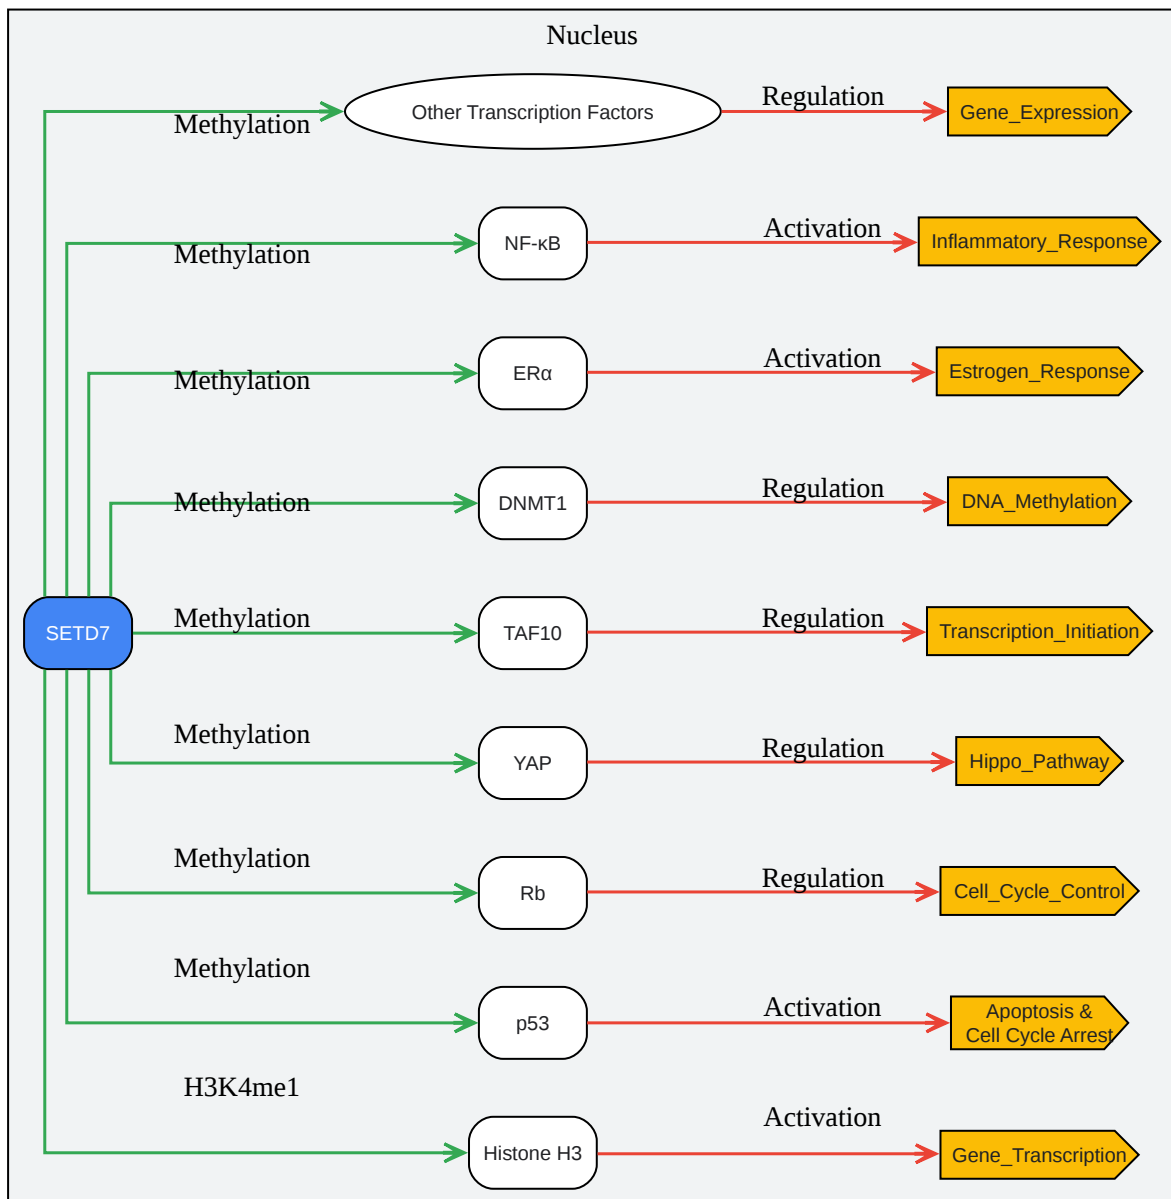 Nucleus
Methylation
Other Transcription Factors
Regulation
Gene_Expression
Methylation
NF-κB
Activation
Inflammatory_Response
Methylation
ERα
Activation
Estrogen_Response
Methylation
DNMT1
Regulation
DNA_Methylation
SETD7
Methylation
TAF10
Regulation
Transcription_Initiation
Methylation
YAP
Regulation
Hippo_Pathway
Methylation
Rb
Regulation
Cell_Cycle_Control
Methylation
p53
Activation
Apoptosis &
Cell Cycle Arrest
H3K4me1
Histone H3
Activation
Gene_Transcription